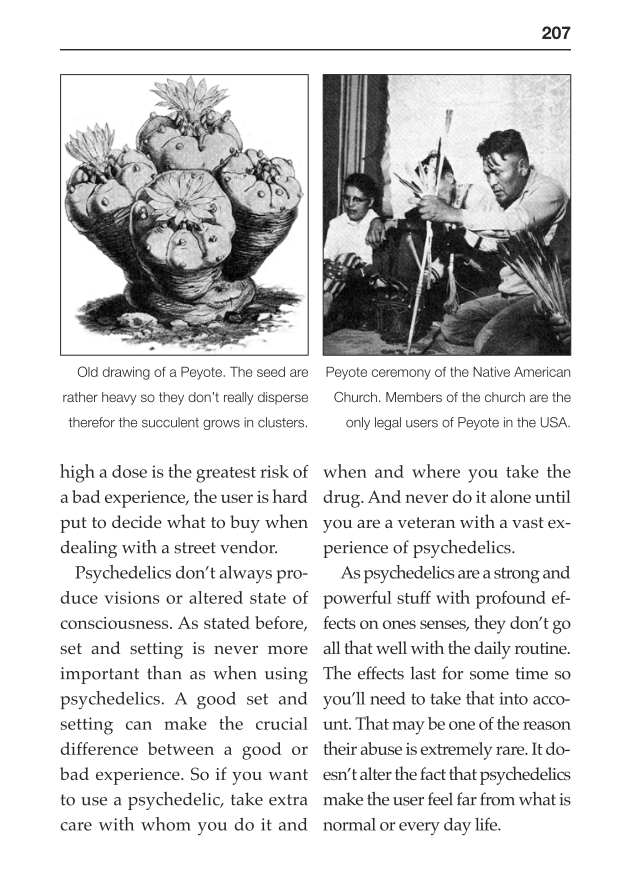 207
Old drawing of a Peyote. The seed are
rather heavy so they don't really disperse
therefor the succulent grows in clusters.
Peyote ceremony of the Native American
Church. Members of the church are the
only legal users of Peyote in the USA.
high a dose is the greatest risk of
a bad experience, the user is hard
put to decide what to buy when
dealing with a street vendor.
Psychedelics don't always pro-
duce visions or altered state of
consciousness. As stated before,
set and setting is never more
important than as when using
psychedelics. A good set and
setting can make the crucial
difference between a good or
bad experience. So if you want
to use a psychedelic, take extra
care with whom you do it and
when and where you take the
drug. And never do it alone until
you are a veteran with a vast ex-
perience of psychedelics.
As psychedelics are a strong and
powerful stuff with profound ef-
fects on ones senses, they don't go
all that well with the daily routine.
The effects last for some time so
you'll need to take that into acco-
unt. That may be one of the reason
their abuse is extremely rare. It do-
esn't alter the fact that psychedelics
make the user feel far from what is
normal or every day life.